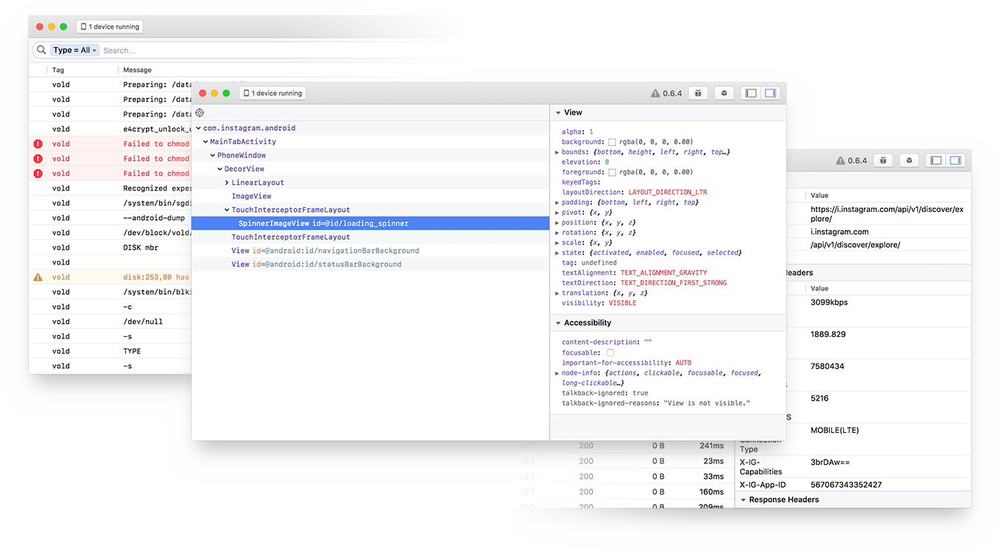 1 device running
Type = All Search...
Tag Message
vold Preparing: /data
vold Preparing: /data
vold Preparing: /data
vold e4crypt_unlock_u
vold Failed to chmod
vold Failed to chmod
vold Failed to chmod
vold Recognized exper
vold /system/bin/sgdi
vold --android-dump
vold /dev/block/vold/
vold DISK mbr
vold
vold disk:253,80 has
vold /system/bin/blki
vold -c
vold /dev/null
vold -s
vold TYPE
vold -s
1 device running 0.6.4
com.instagram.android
MainTabActivity
PhoneWindow
DecorView
LinearLayout
ImageView
TouchInterceptorFrameLayout
SpinnerImageView id=@id/loading_spinner
TouchInterceptorFrameLayout
View id=@android:id/navigationBarBackground
View id=@android:id/statusBarBackground
View
alpha: 1
background: rgba(0, 0, 0, 0.00)
bounds: {bottom, height, left, right, top…}
elevation: 0
foreground: rgba(0, 0, 0, 0.00)
keyedTags:
layoutDirection: LAYOUT_DIRECTION_LTR
padding: {bottom, left, right, top}
pivot: {x, y}
position: {x, y, z}
rotation: {x, y, z}
scale: {x, y}
state: {activated, enabled, focused, selected}
tag: undefined
textAlignment: TEXT_ALIGNMENT_GRAVITY
textDirection: TEXT_DIRECTION_FIRST_STRONG
translation: {x, y, z}
visibility: VISIBLE
Accessibility
content-description: ""
focusable:
important-for-accessibility: AUTO
node-info: {actions, clickable, focusable, focused,
long-clickable…}
talkback-ignored: true
talkback-ignored-reasons: "View is not visible."
0.6.4
Value
https://i.instagram.com/api/v1/discover/ex
plore/
i.instagram.com
/api/v1/discover/explore/
Headers
Value
3099kbps
1889.829
7580434
5216
S
MOBILE(LTE)
Connection
Type
X-IG-
Capabilities
3brDAw==
X-IG-App-ID 567067343352427
Response Headers
GET 200 0 B 241ms
GET 200 0 B 23ms
GET 200 0 B 33ms
GET 200 0 B 160ms
GET 200 0 B 209ms